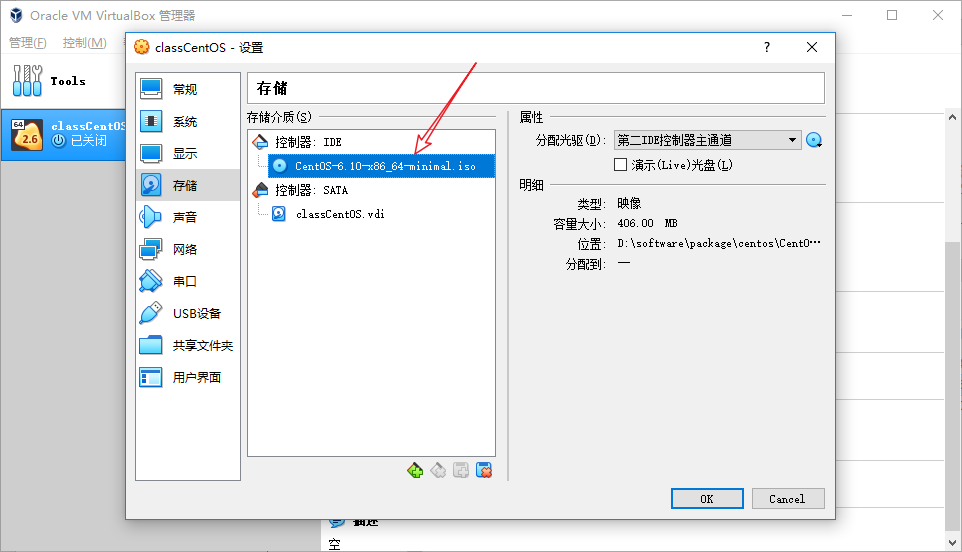 Oracle VM VirtualBox 管理器
管理(F) 控制(M)
classCentOS - 设置
?
Tools
64
2.6
classCentOS
已关闭
常规
系统
显示
存储
声音
网络
串口
USB设备
共享文件夹
用户界面
存储
存储介质(S)
控制器: IDE
CentOS-6.10-x86_64-minimal.iso
控制器: SATA
classCentOS.vdi
属性
分配光驱(D): 第二IDE控制器主通道
演示(Live)光盘(L)
明细
类型: 映像
容量大小: 406.00 MB
位置: D:\software\package\centos\CentO···
分配到: —
OK Cancel
描述
空